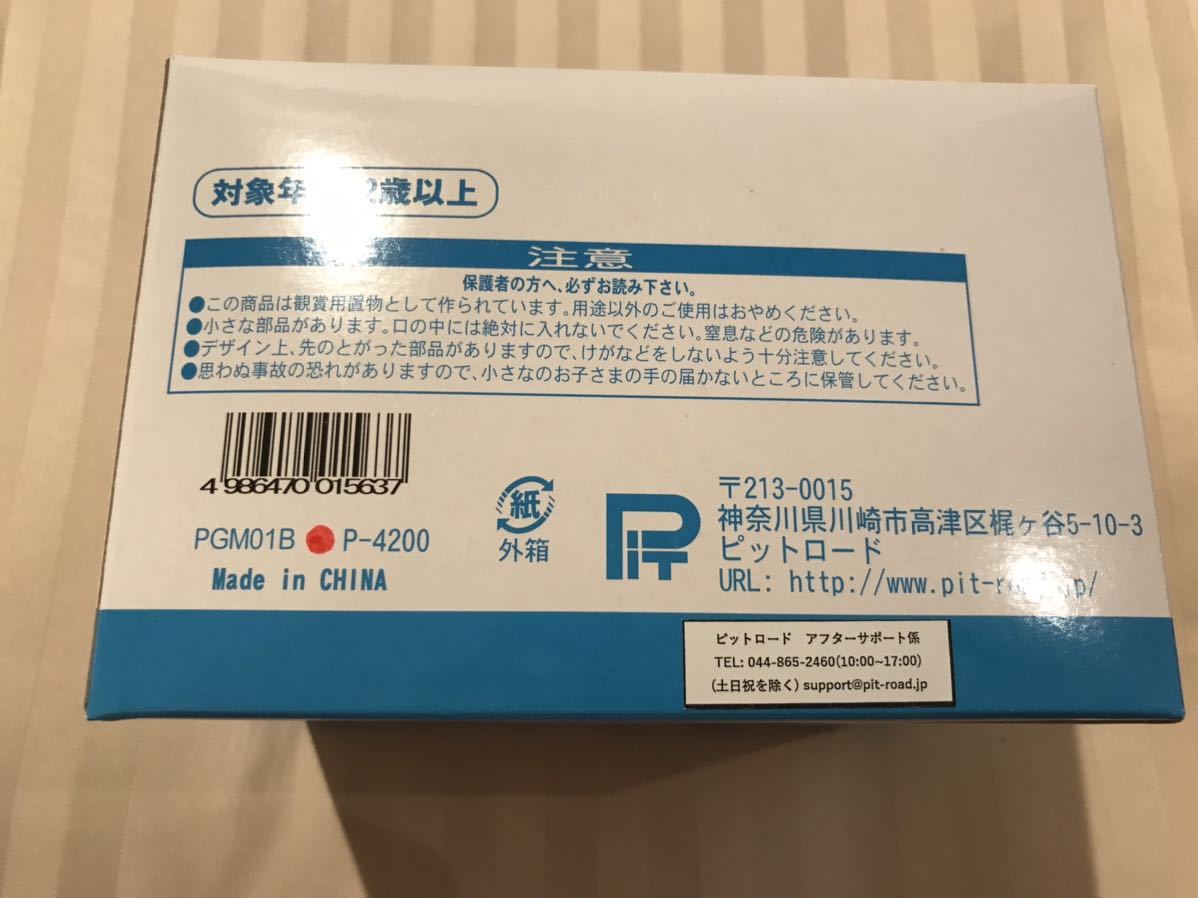 対象年 2歳以上
注意
保護者の方へ、必ずお読み下さい。
●この商品は観賞用置物として作られています。用途以外のご使用はおやめください。
●小さな部品があります。口の中には絶対に入れないでください。窒息などの危険があります。
●デザイン上、先のとがった部品がありますので、けがなどをしないよう十分注意してください。
●思わぬ事故の恐れがありますので、小さなのお子さまの手の届かないところに保管してください。
4 986470 015637
PGM01B P-4200
Made in CHINA
紙
外箱
PIT
〒213-0015
神奈川県川崎市高津区梶ヶ谷5-10-3
ピットロード
URL: http://www.pit-ro
ピットロード アフターサポート係
TEL: 044-865-2460(10:00~17:00)
(土日祝を除く) support@pit-road.jp